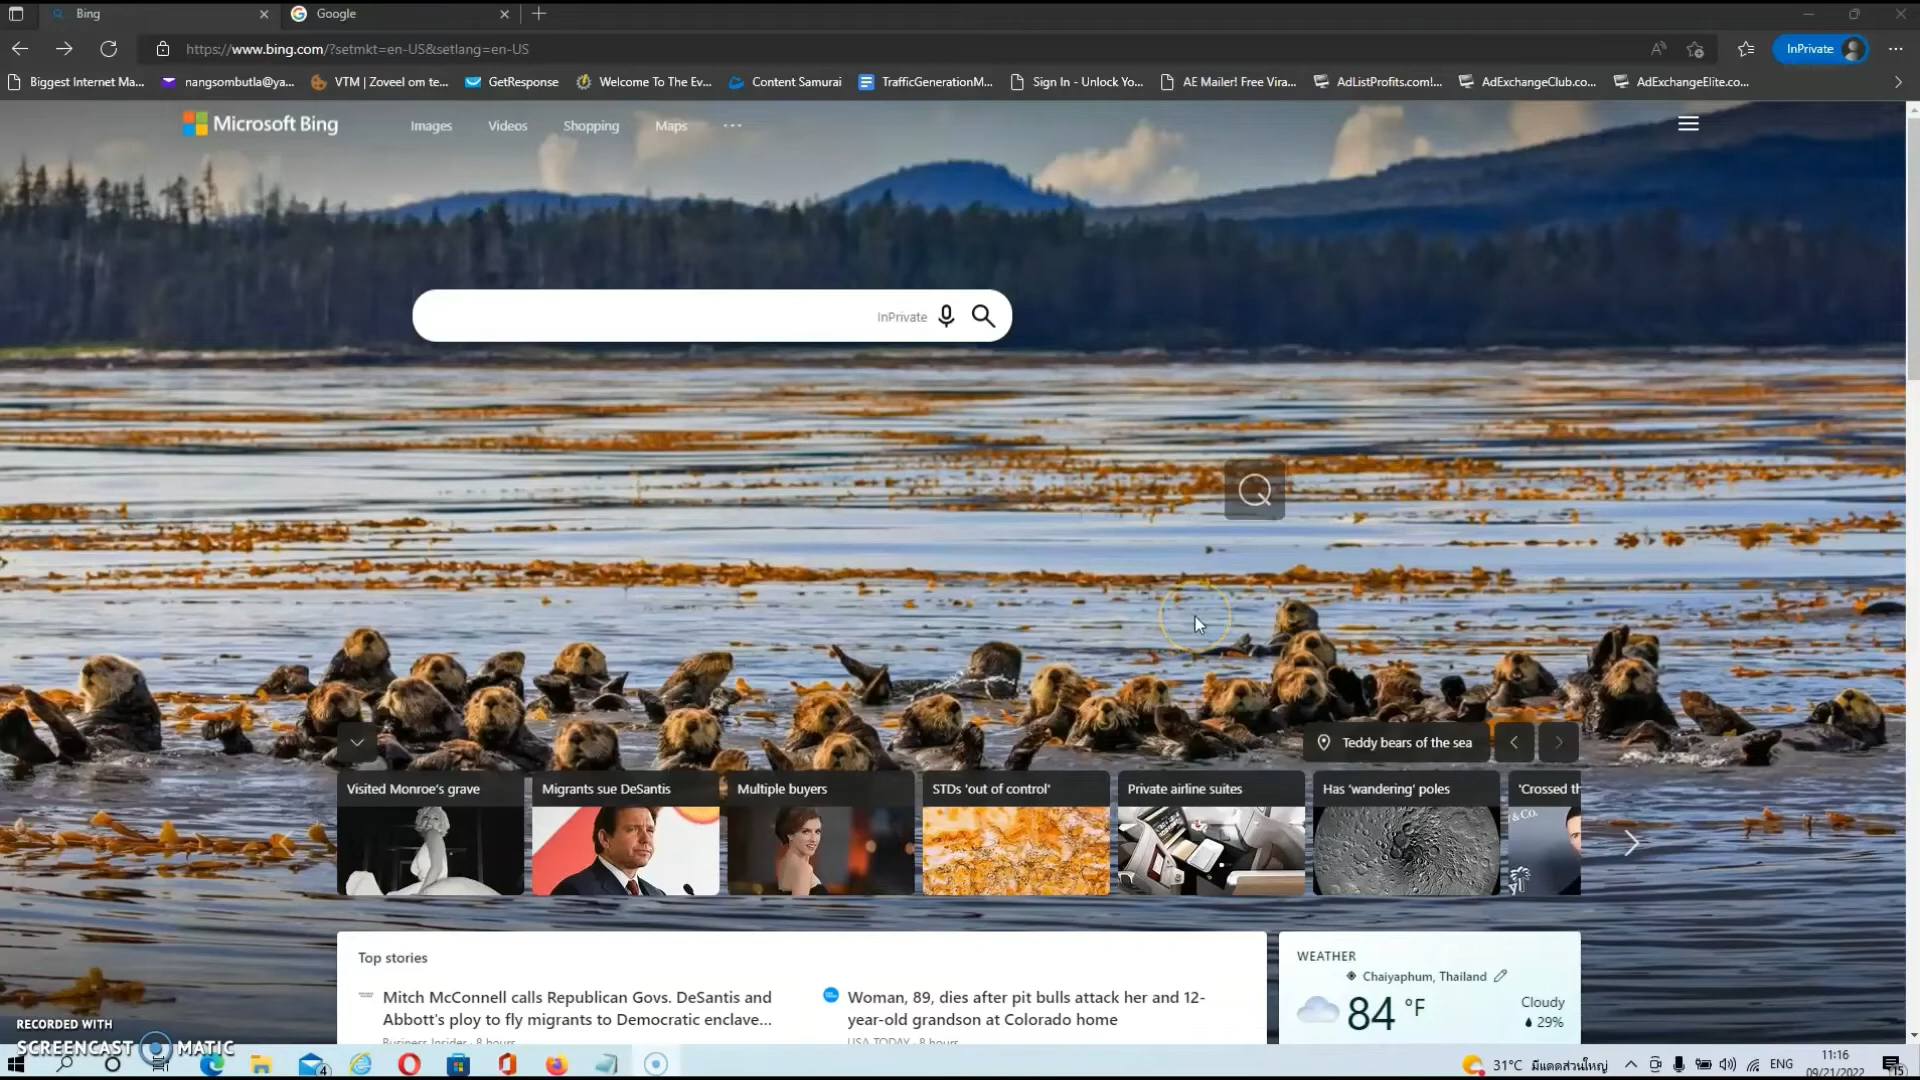 Bing
Google
https://www.bing.com/?setmkt=en-US&setlang=en-US
InPrivate
Biggest Internet Ma...
nangsombutla@ya...
VTM | Zoveel om te...
GetResponse
Welcome To The Ev...
Content Samurai
TrafficGenerationM...
Sign In - Unlock Yo...
AE Mailer! Free Vira...
AdListProfits.com!...
AdExchangeClub.co...
AdExchangeElite.co...
Microsoft Bing
Images
Videos
Shopping
Maps
InPrivate
Teddy bears of the sea
Visited Monroe's grave
Migrants sue DeSantis
Multiple buyers
STDs 'out of control'
Private airline suites
Has 'wandering' poles
'Crossed th
& Co.
Top stories
Mitch McConnell calls Republican Govs. DeSantis and
Abbott's ploy to fly migrants to Democratic enclave...
Business Insider · 8 hours
Woman, 89, dies after pit bulls attack her and 12-
year-old grandson at Colorado home
USA TODAY · 8 hours
WEATHER
Chaiyaphum, Thailand
84 °F
Cloudy
29%
RECORDED WITH
SCREENCAST MATIC
4
31°C มีแดดส่วนใหญ่
ENG
11:16
09/21/2022
15